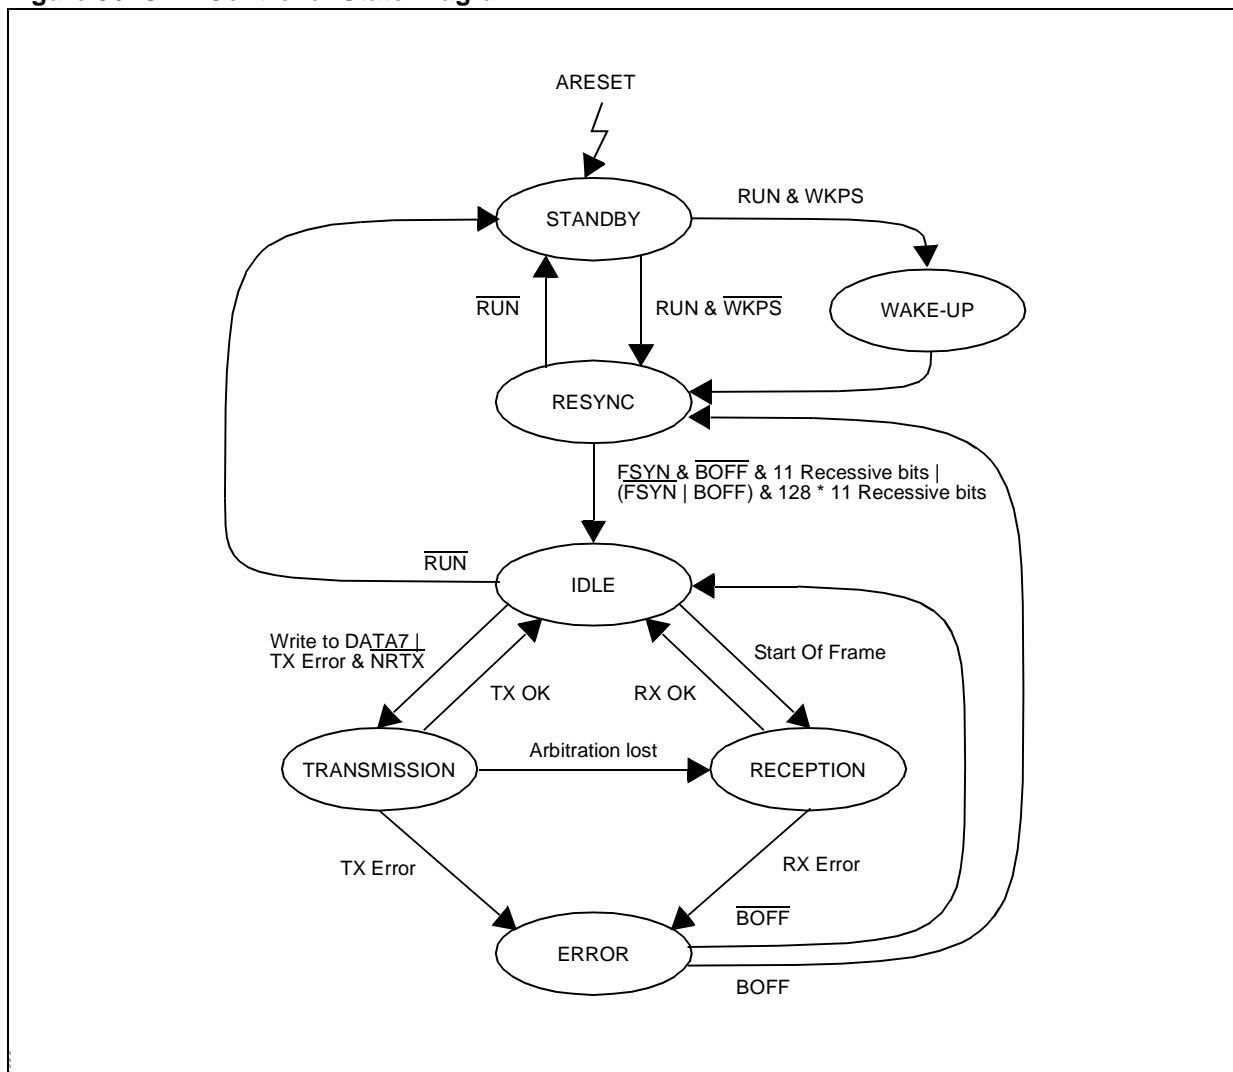 ARESET
STANDBY
RUN & WKPS
WAKE-UP
RUN
RUN & WKPS
RESYNC
FSYN & BOFF & 11 Recessive bits |
(FSYN | BOFF) & 128 * 11 Recessive bits
RUN
IDLE
Write to DATA7 |
TX Error & NRTX
Start Of Frame
TX OK
RX OK
TRANSMISSION
Arbitration lost
RECEPTION
TX Error
RX Error
BOFF
ERROR
BOFF